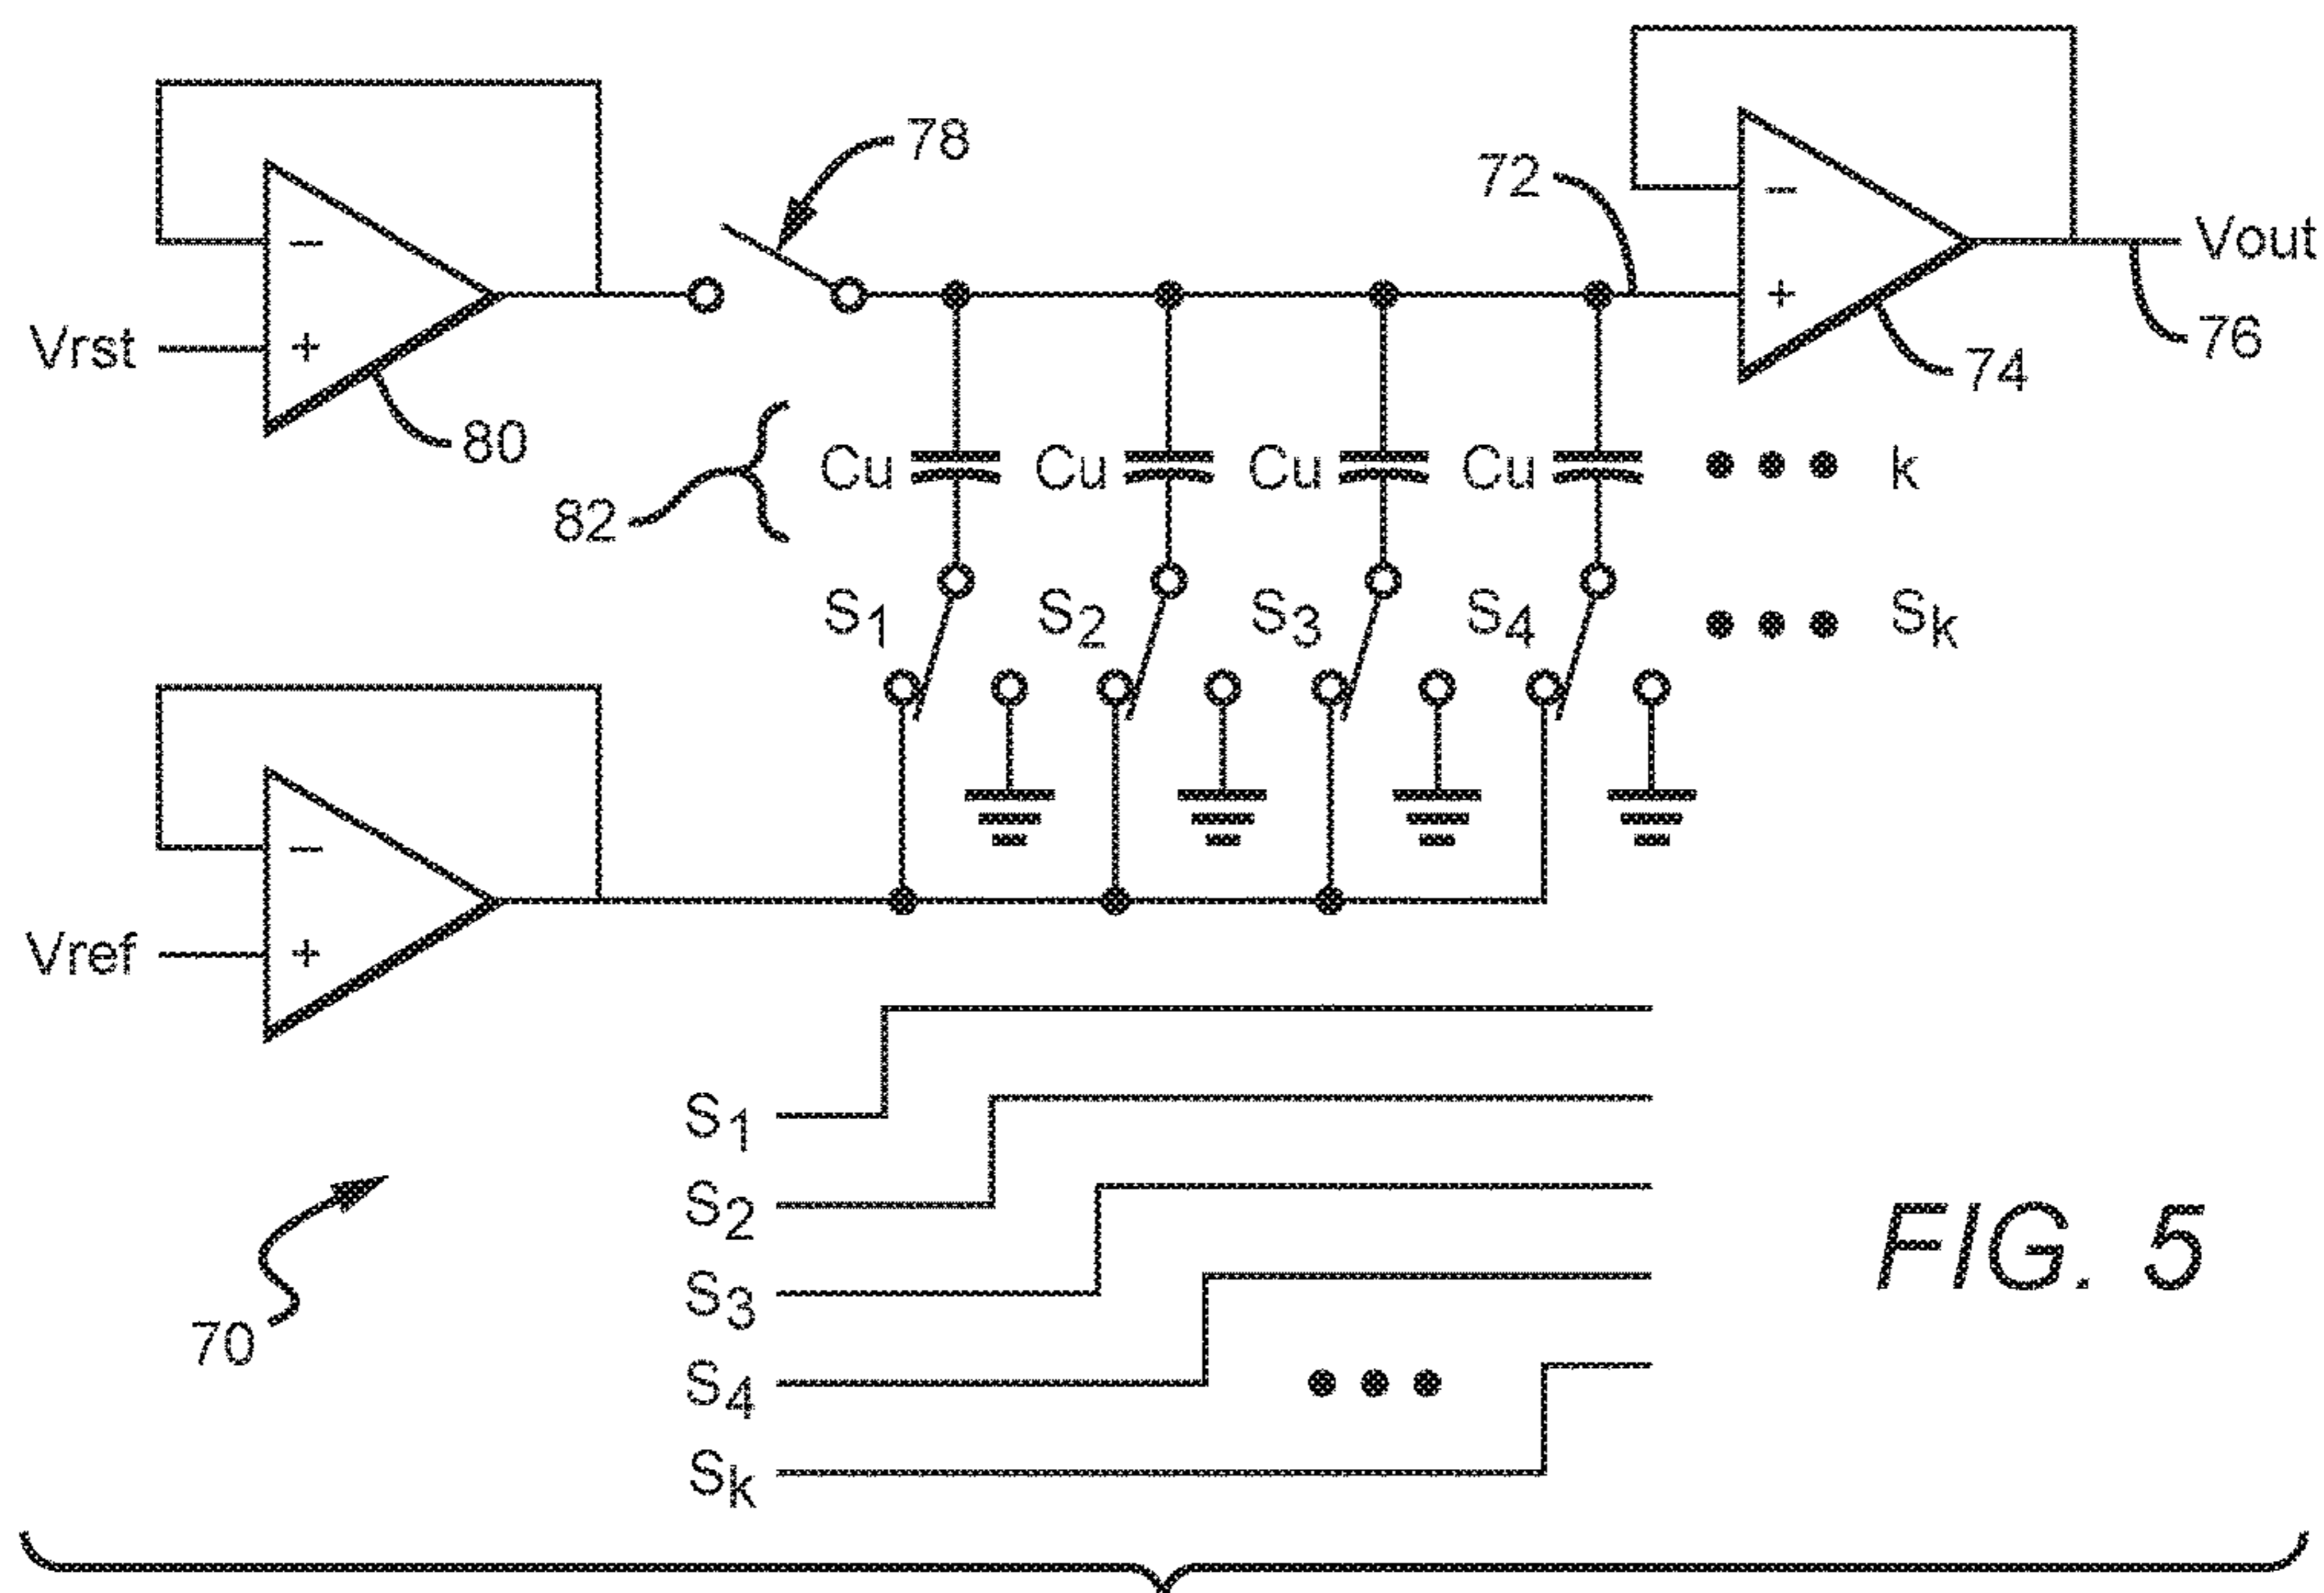 78
72
−
−
Vout
Vrst
+
+
76
74
80
Cu Cu Cu Cu k
82
S1 S2 S3 S4 Sk
−
Vref
+
S1
S2
S3
S4
Sk
70
FIG. 5